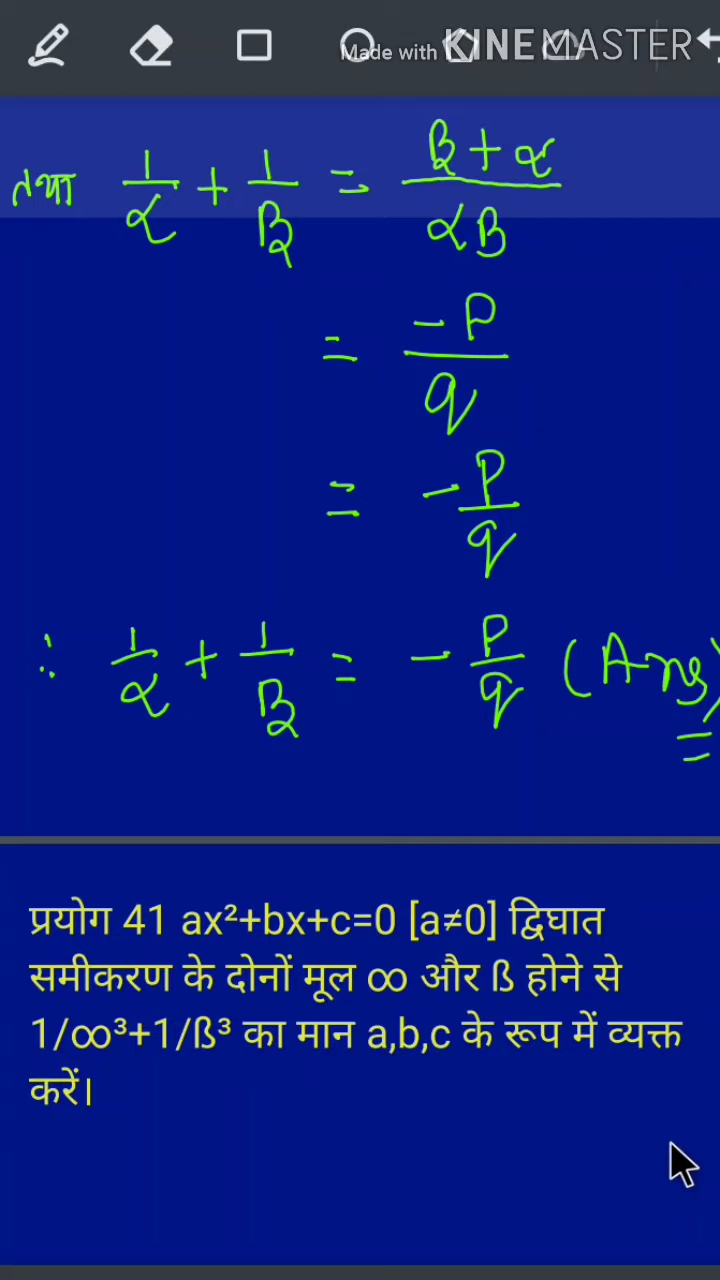 Made with KINEMASTER
तथा 1/α + 1/β = β+α/αβ
= -P/q
= -P/q
∴ 1/α + 1/β = -P/q (Ans)
प्रयोग 41 ax²+bx+c=0 [a≠0] द्विघात
समीकरण के दोनों मूल ∞ और ß होने से
1/∞³+1/ß³ का मान a,b,c के रूप में व्यक्त
करें।